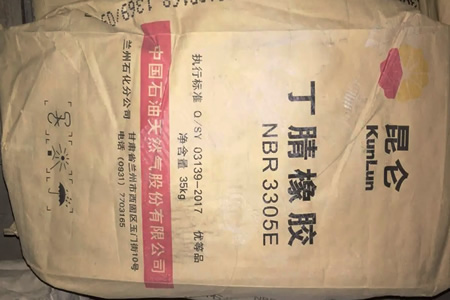 昆仑
KunLun
丁腈橡胶
NBR 3305E
执行标准 Q/SY 03139-2017 优等品
净含量 35kg
中国石油天然气股份有限公司
兰州石化分公司 甘肃省兰州市西固区玉门街10号
电话 (0931) 7703165